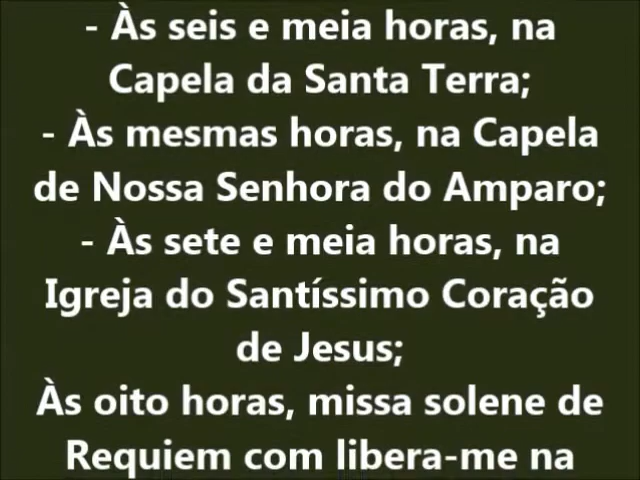 - Às seis e meia horas, na
Capela da Santa Terra;
- Às mesmas horas, na Capela
de Nossa Senhora do Amparo;
- Às sete e meia horas, na
Igreja do Santíssimo Coração
de Jesus;
Às oito horas, missa solene de
Requiem com libera-me na